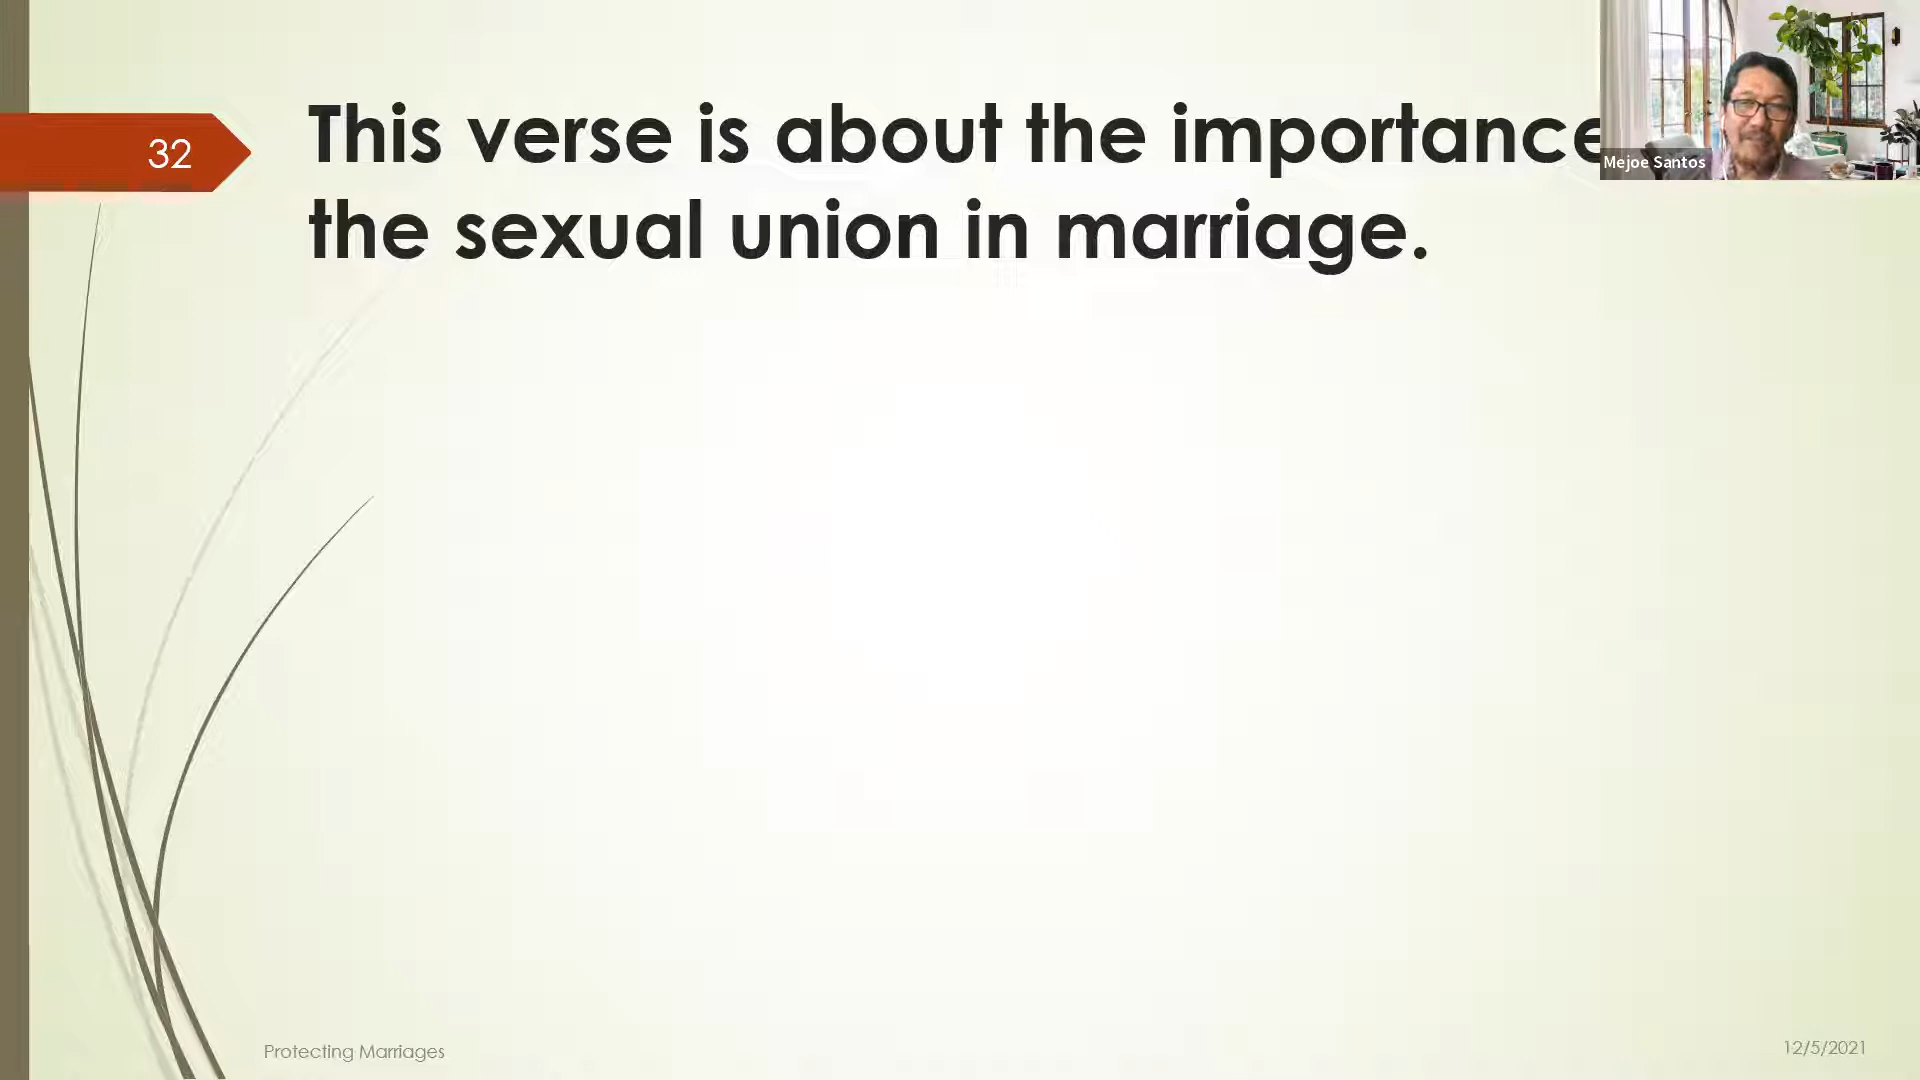 32
This verse is about the importance
the sexual union in marriage.
Mejoe Santos
Protecting Marriages
12/5/2021